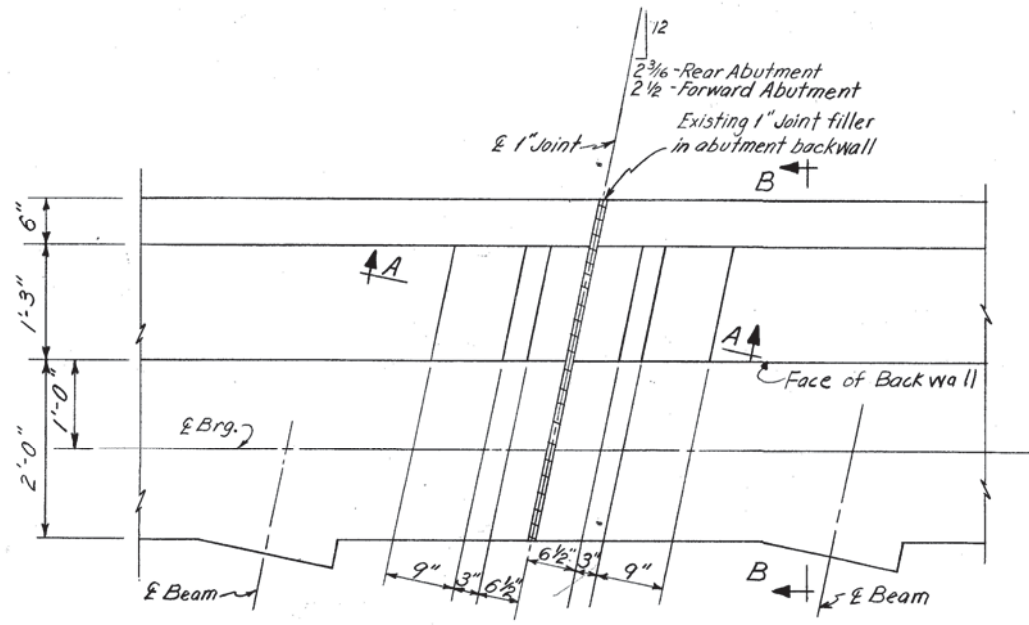 12
2 3/16 - Rear Abutment
2 1/2 - Forward Abutment
Existing 1" Joint filler
in abutment backwall
℄ 1" Joint
B
6"
A
1'-3"
A
Face of Backwall
1'-0"
℄ Brg.
2'-0"
6 1/2" 3" 9"
9" 3" 6 1/2"
B
℄ Beam
℄ Beam